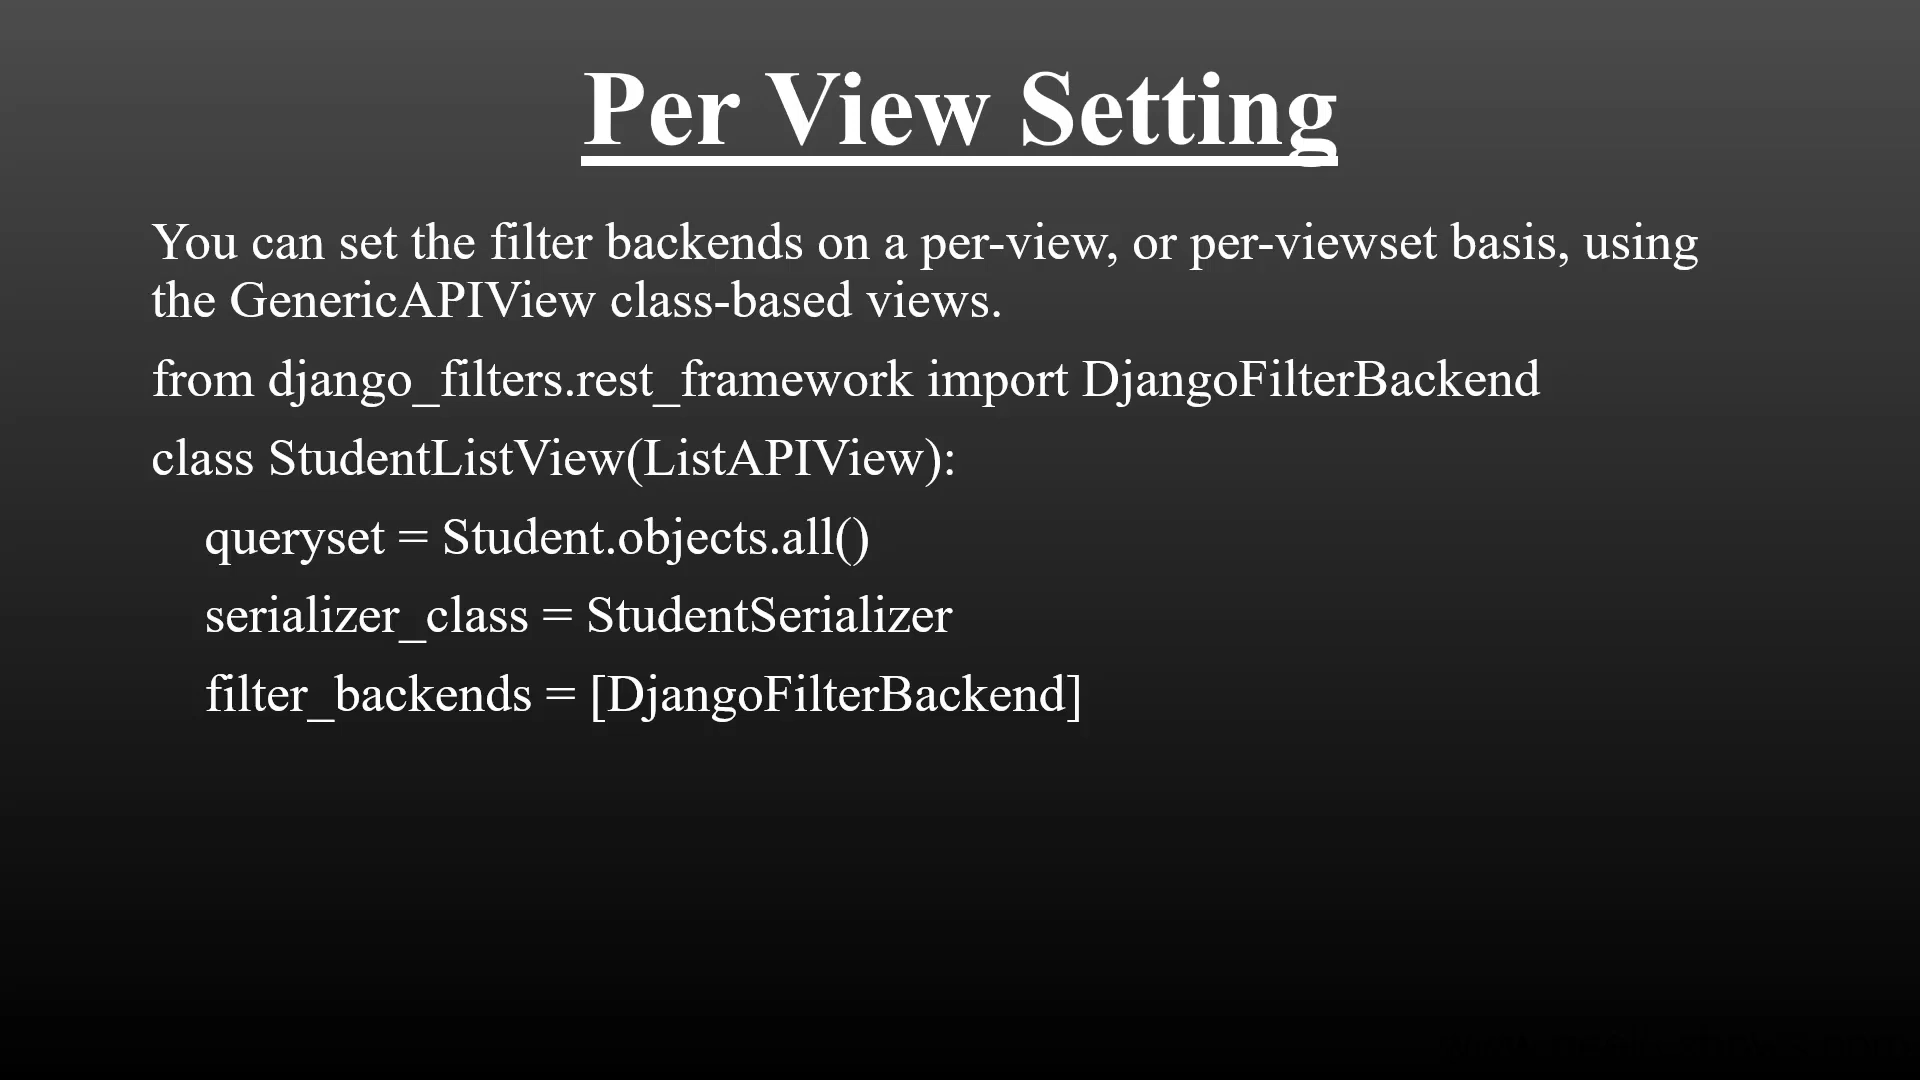 Per View Setting
You can set the filter backends on a per-view, or per-viewset basis, using
the GenericAPIView class-based views.
from django_filters.rest_framework import DjangoFilterBackend
class StudentListView(ListAPIView):
queryset = Student.objects.all()
serializer_class = StudentSerializer
filter_backends = [DjangoFilterBackend]